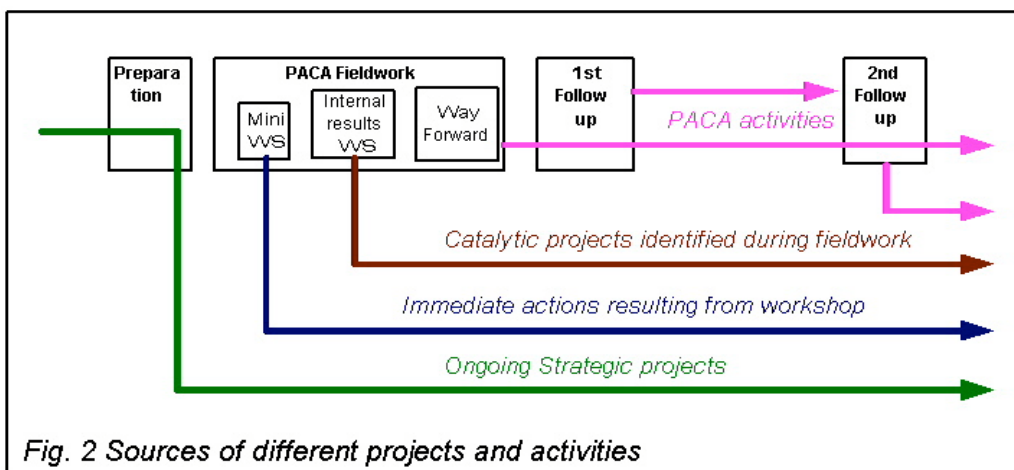 Prepara
tion
PACA Fieldwork
Mini
WS
Internal
results
WS
Way
Forward
1st
Follow
up
2nd
Follow
up
PACA activities
Catalytic projects identified during fieldwork
Immediate actions resulting from workshop
Ongoing Strategic projects
Fig. 2 Sources of different projects and activities